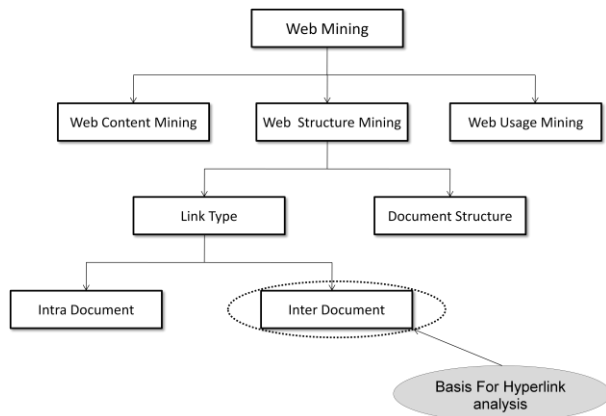 Web Mining
Web Content Mining
Web Structure Mining
Web Usage Mining
Link Type
Document Structure
Intra Document
Inter Document
Basis For Hyperlink
analysis